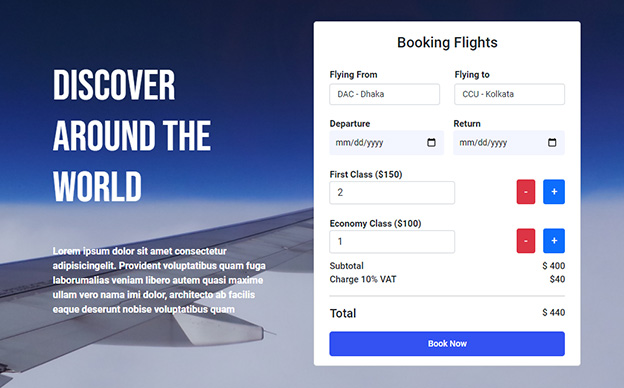 DISCOVER
AROUND THE
WORLD
Lorem ipsum dolor sit amet consectetur
adipisicingelit. Provident voluptatibus quam fuga
laborumalias veniam libero autem quasi maxime
ullam vero nama imi dolor, architecto ab facilis
eaque deserunt nobise voluptatibus quam
Booking Flights
Flying From Flying to
DAC - Dhaka CCU - Kolkata
Departure Return
mm/dd/yyyy mm/dd/yyyy
First Class ($150)
2 - +
Economy Class ($100)
1 - +
Subtotal $ 400
Charge 10% VAT $40
Total $ 440
Book Now